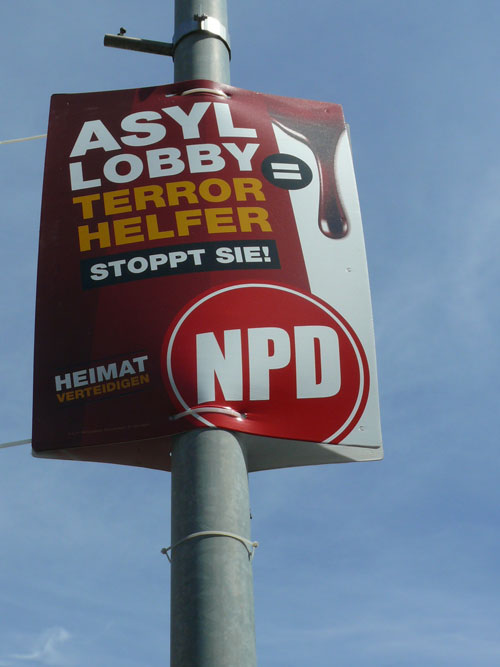 ASYL
LOBBY =
TERROR
HELFER
STOPPT SIE!
NPD
HEIMAT
VERTEIDIGEN